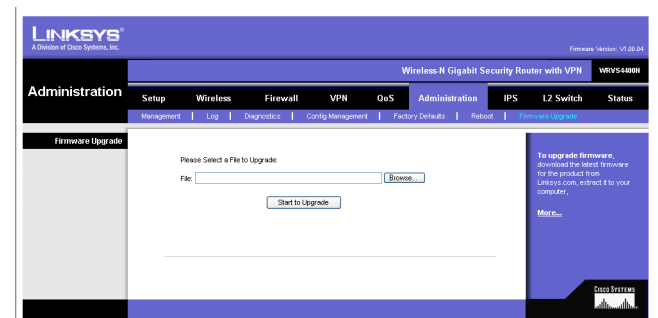 LINKSYS®
A Division of Cisco Systems, Inc.
Firmware Version: V1.00.04
Wireless-N Gigabit Security Router with VPN WRVS4400N
Administration
Setup Wireless Firewall VPN QoS Administration IPS L2 Switch Status
Management | Log | Diagnostics | Config Management | Factory Defaults | Reboot | Firmware Upgrade
Firmware Upgrade
Please Select a File to Upgrade:
File: Browse...
Start to Upgrade
To upgrade firmware,
download the latest firmware
for the product from
Linksys.com, extract it to your
computer,
More...
CISCO SYSTEMS